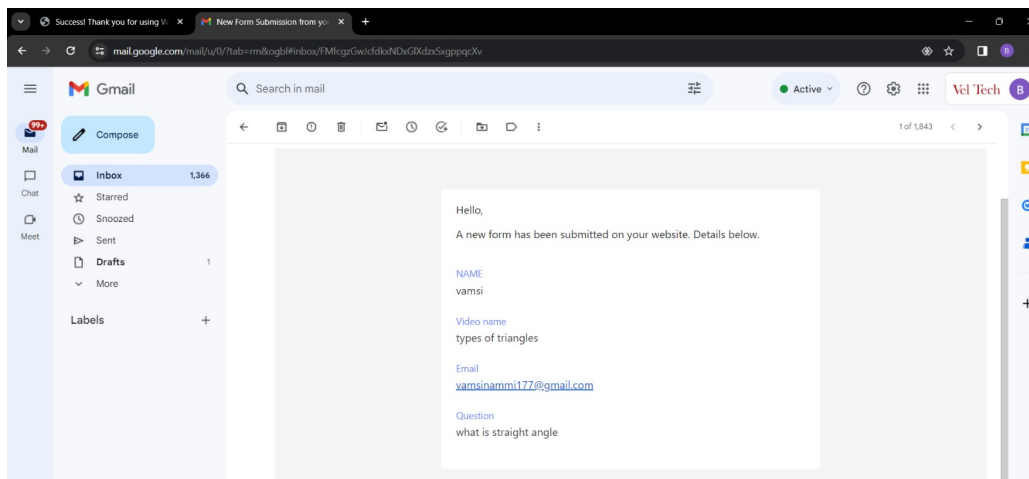 Success! Thank you for using W
New Form Submission from you
mail.google.com/mail/u/0/?tab=rm&ogbl#inbox/FMfcgzGwJcfdkxNDxGlXdzxSxgppqcXv
Gmail
Search in mail
Active
Vel Tech
B
99+
Mail
Compose
1 of 1,843
Inbox 1,366
Chat
Starred
Snoozed
Meet
Sent
Drafts 1
More
Labels
Hello,
A new form has been submitted on your website. Details below.
NAME
vamsi
Video name
types of triangles
Email
vamsinammi177@gmail.com
Question
what is straight angle